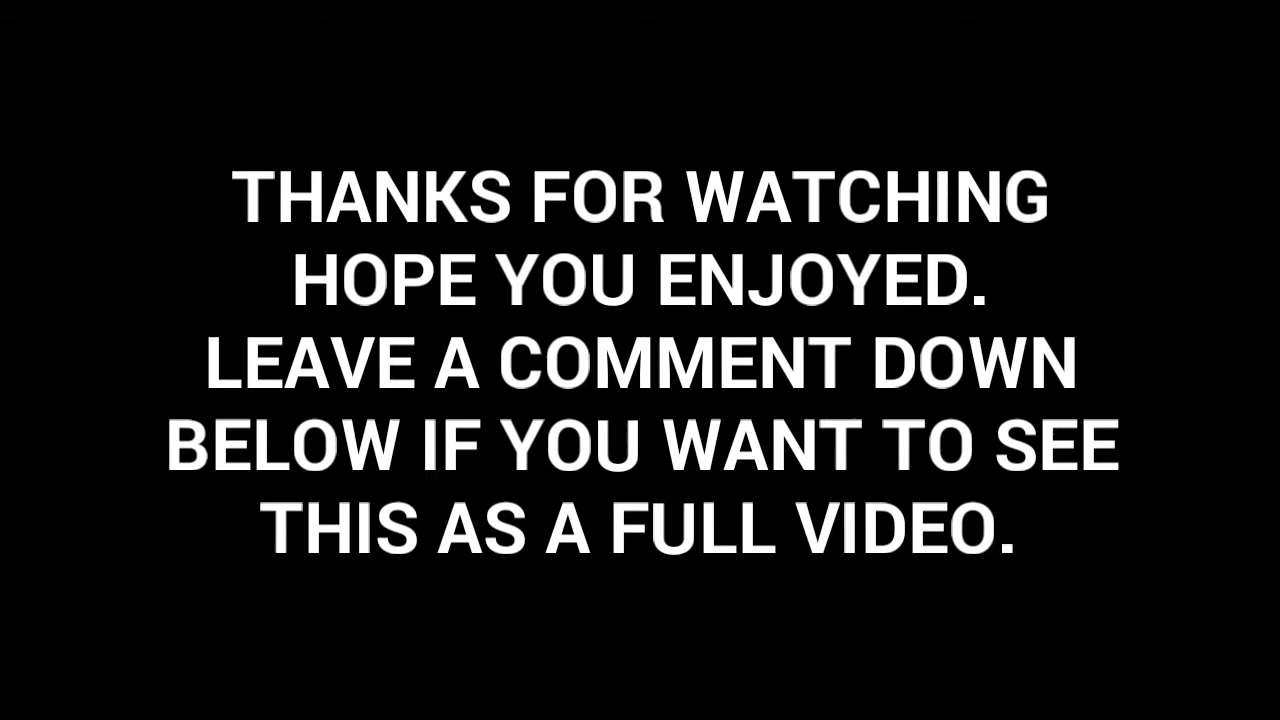 THANKS FOR WATCHING
HOPE YOU ENJOYED.
LEAVE A COMMENT DOWN
BELOW IF YOU WANT TO SEE
THIS AS A FULL VIDEO.